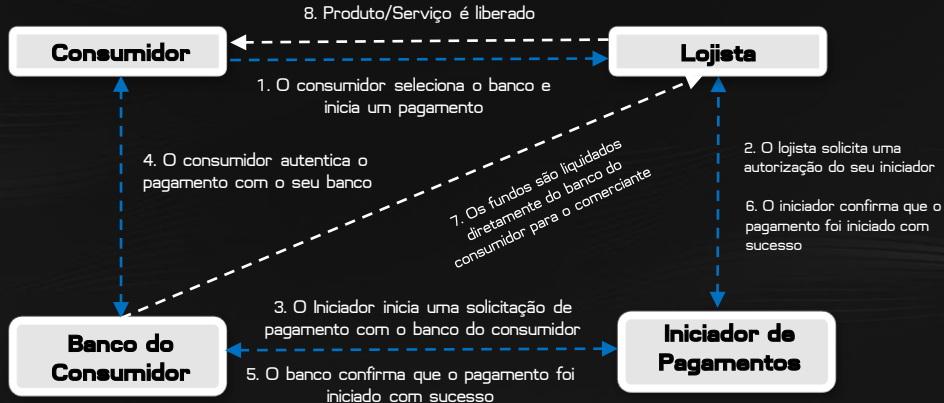 8. Produto/Serviço é liberado
Consumidor
Lojista
1. O consumidor seleciona o banco e
inicia um pagamento
4. O consumidor autentica o
pagamento com o seu banco
7. Os fundos são liquidados
diretamente do banco do
consumidor para o comerciante
2. O lojista solicita uma
autorização do seu iniciador
6. O iniciador confirma que o
pagamento foi iniciado com
sucesso
3. O Iniciador inicia uma solicitação de
pagamento com o banco do consumidor
Banco do
Consumidor
Iniciador de
Pagamentos
5. O banco confirma que o pagamento foi
iniciado com sucesso